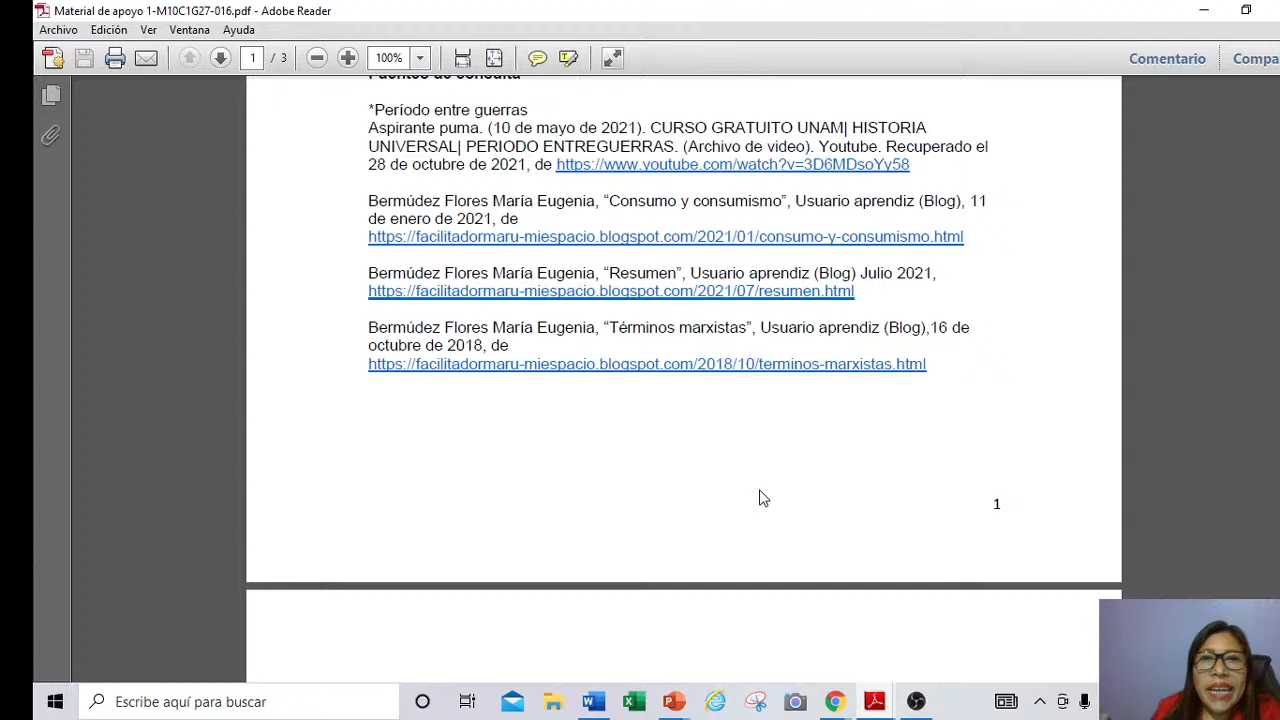 Material de apoyo 1-M10C1G27-016.pdf - Adobe Reader
Archivo Edición Ver Ventana Ayuda
1 / 3 100% Comentario Compa
Fuentes de consulta
*Período entre guerras
Aspirante puma. (10 de mayo de 2021). CURSO GRATUITO UNAM| HISTORIA
UNIVERSAL| PERIODO ENTREGUERRAS. (Archivo de video). Youtube. Recuperado el
28 de octubre de 2021, de https://www.youtube.com/watch?v=3D6MDsoYy58
Bermúdez Flores María Eugenia, “Consumo y consumismo”, Usuario aprendiz (Blog), 11
de enero de 2021, de
https://facilitadormaru-miespacio.blogspot.com/2021/01/consumo-y-consumismo.html
Bermúdez Flores María Eugenia, “Resumen”, Usuario aprendiz (Blog) Julio 2021,
https://facilitadormaru-miespacio.blogspot.com/2021/07/resumen.html
Bermúdez Flores María Eugenia, “Términos marxistas”, Usuario aprendiz (Blog),16 de
octubre de 2018, de
https://facilitadormaru-miespacio.blogspot.com/2018/10/terminos-marxistas.html
1
Escribe aquí para buscar